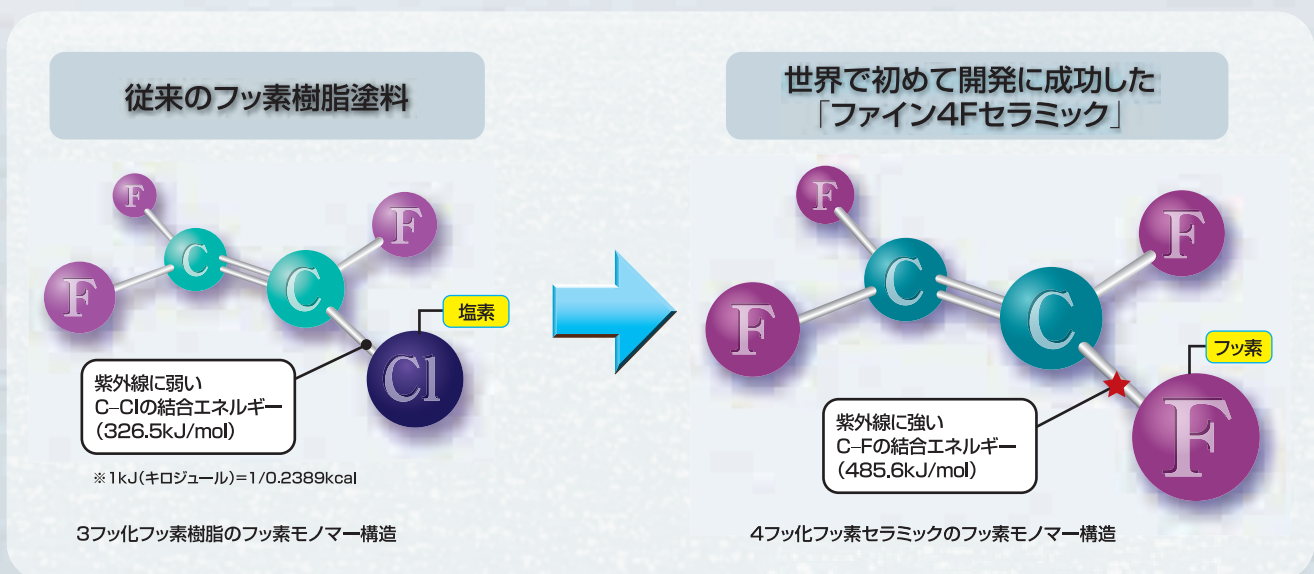 従来のフッ素樹脂塗料
世界で初めて開発に成功した
「ファイン4Fセラミック」
F
F
C
C
F
Cl
塩素
紫外線に弱い
C–Clの結合エネルギー
(326.5kJ/mol)
※1kJ(キロジュール)=1/0.2389kcal
3フッ化フッ素樹脂のフッ素モノマー構造
F
F
C
C
F
F
フッ素
紫外線に強い
C–Fの結合エネルギー
(485.6kJ/mol)
4フッ化フッ素セラミックのフッ素モノマー構造